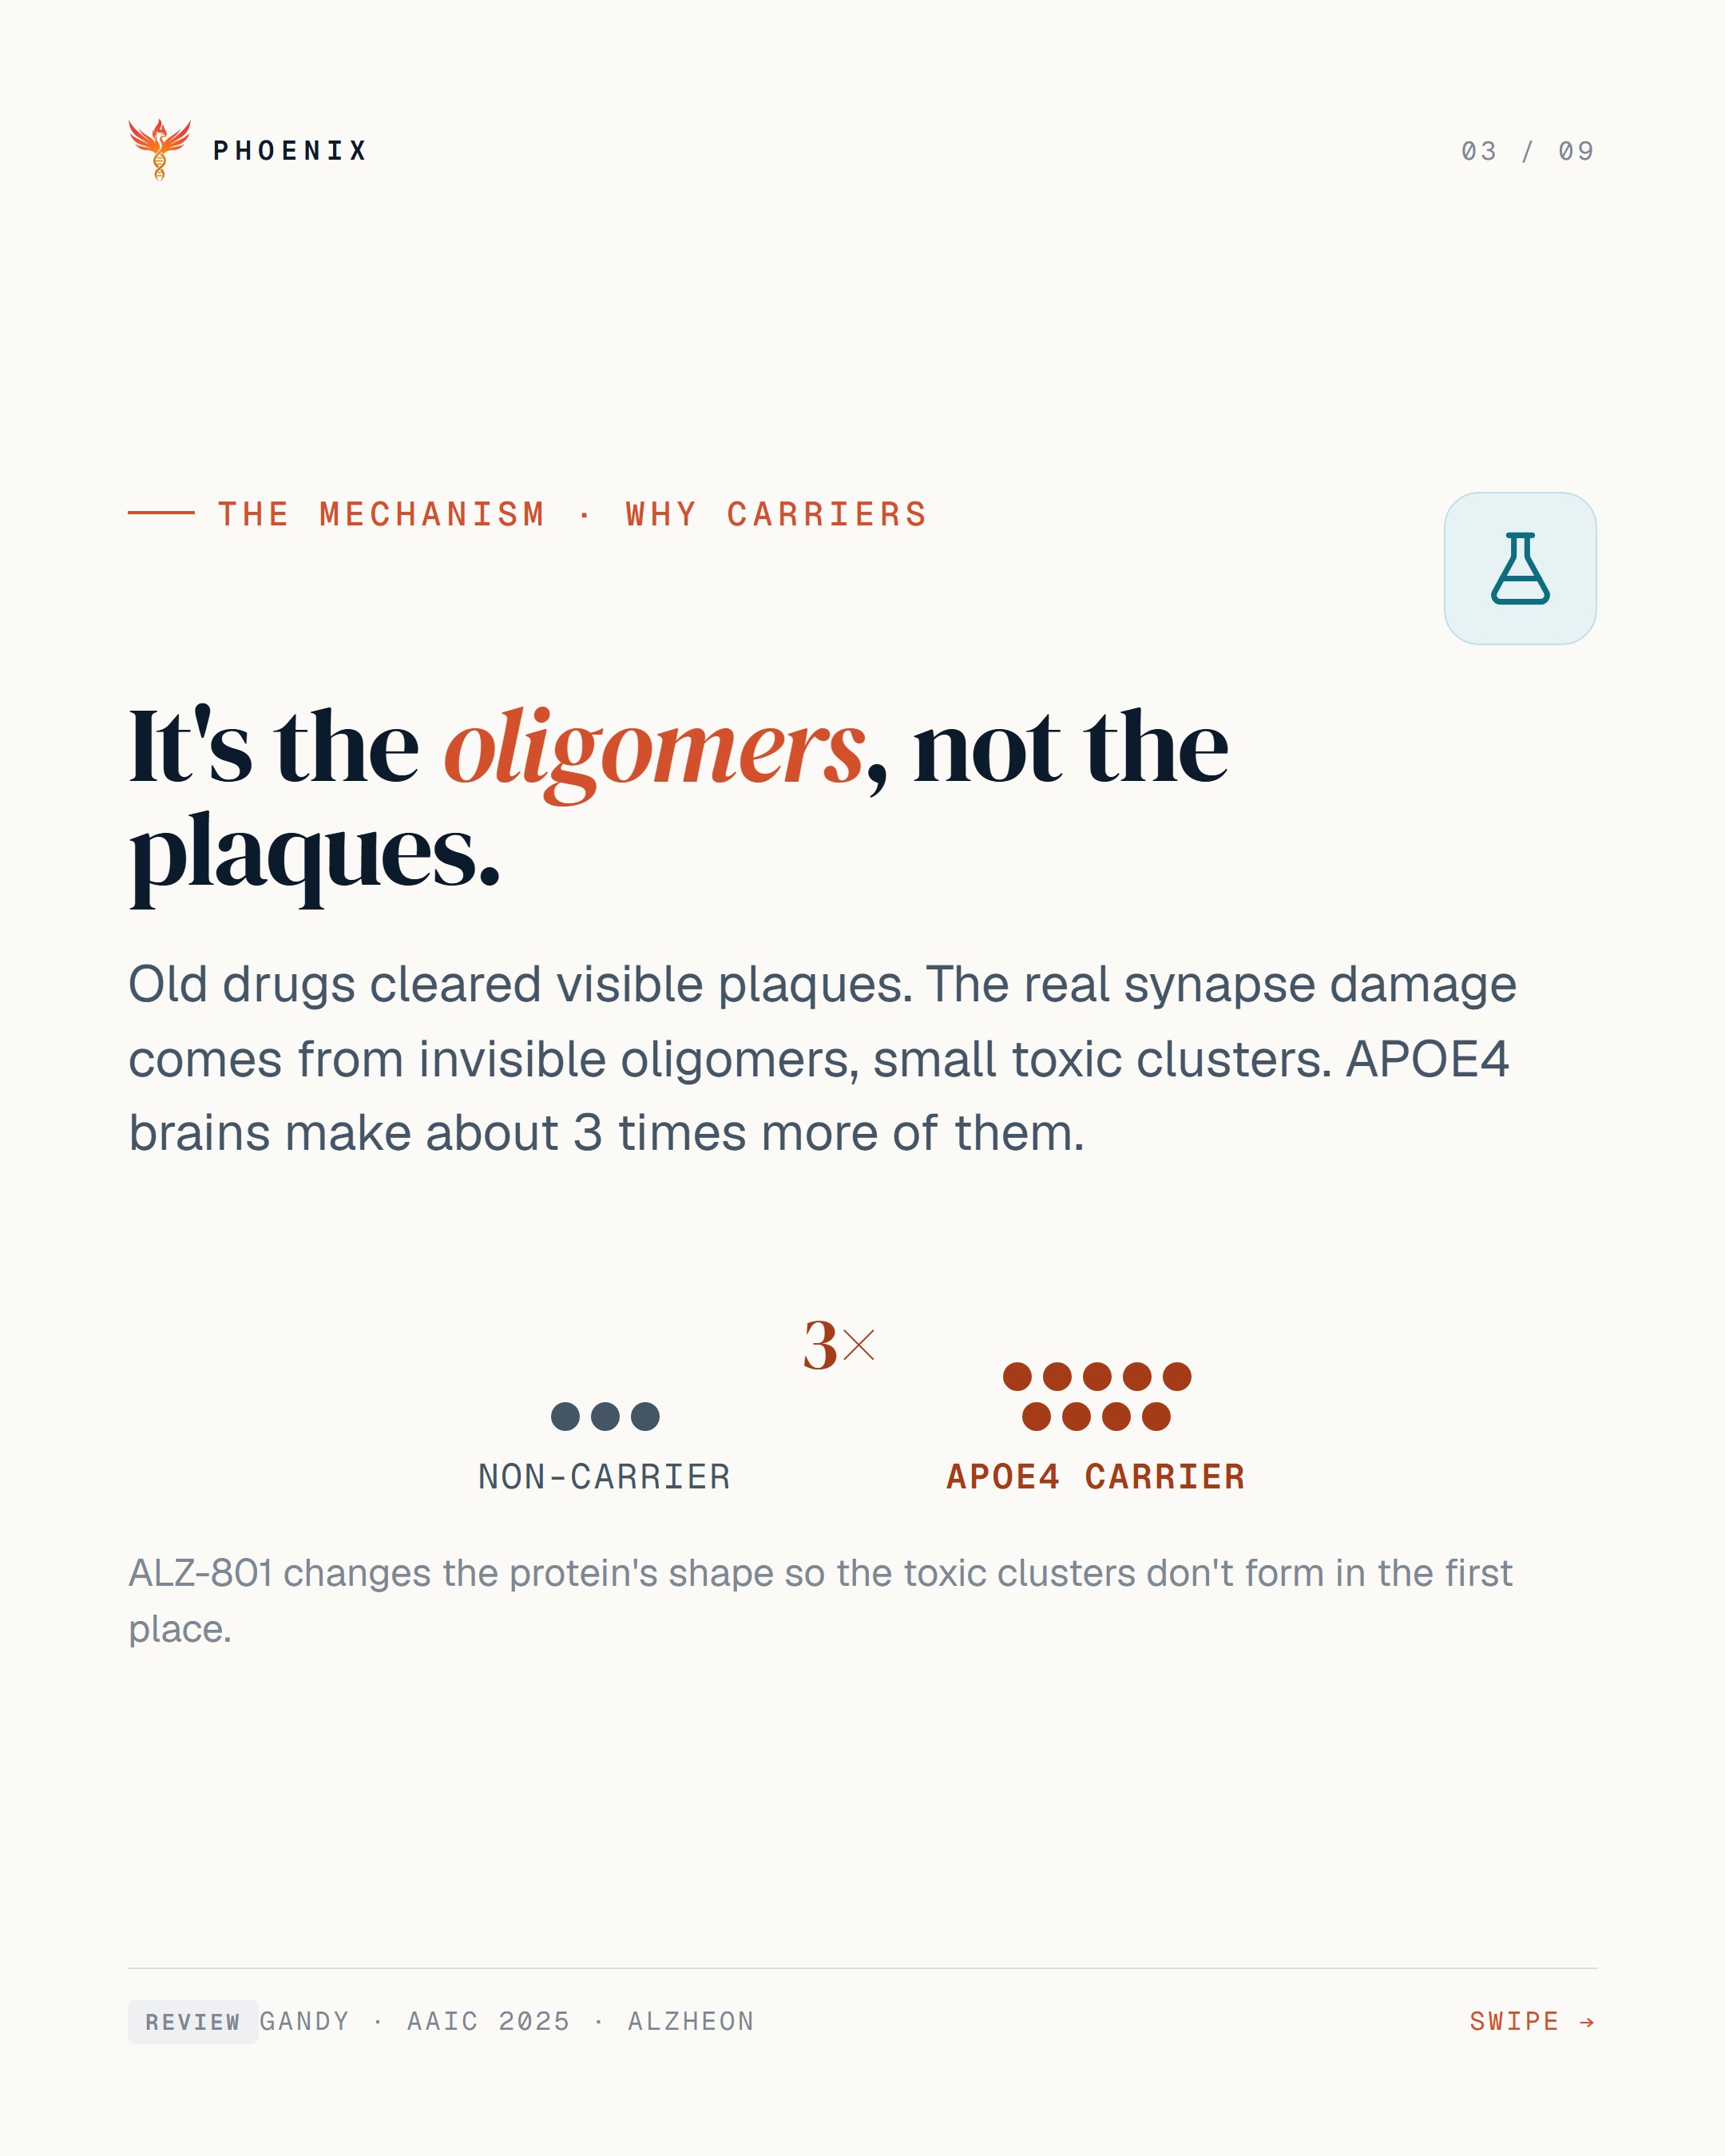 PHOENIX
03 / 09
THE MECHANISM · WHY CARRIERS
It's the oligomers, not the
plaques.
Old drugs cleared visible plaques. The real synapse damage
comes from invisible oligomers, small toxic clusters. APOE4
brains make about 3 times more of them.
3×
NON-CARRIER
APOE4 CARRIER
ALZ-801 changes the protein's shape so the toxic clusters don't form in the first
place.
REVIEW GANDY · AAIC 2025 · ALZHEON
SWIPE →